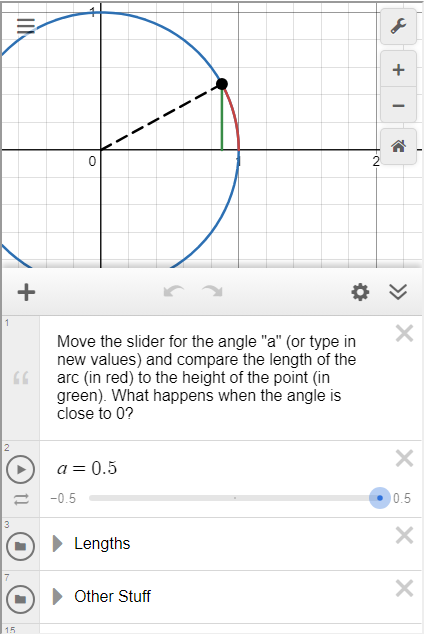 1
0
1
2
1
Move the slider for the angle "a" (or type in
new values) and compare the length of the
arc (in red) to the height of the point (in
green). What happens when the angle is
close to 0?
2
a = 0.5
-0.5
0.5
3
Lengths
7
Other Stuff
15